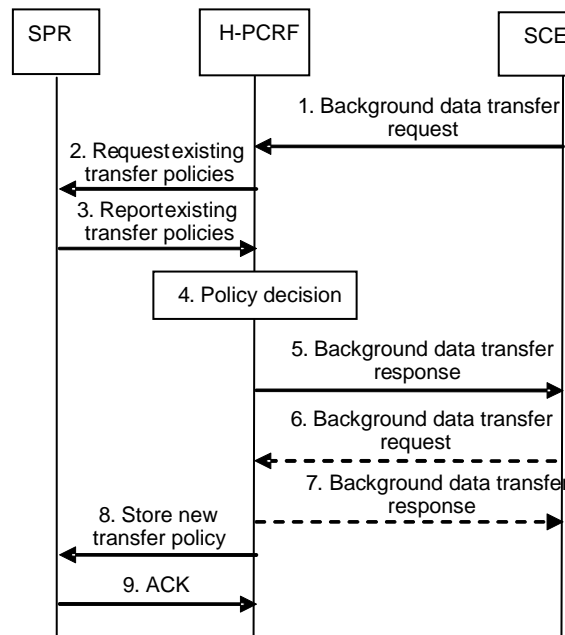 SPR
H-PCRF
SCE
1. Background data transfer
request
2. Request existing
transfer policies
3. Report existing
transfer policies
4. Policy decision
5. Background data transfer
response
6. Background data transfer
request
7. Background data transfer
response
8. Store new
transfer policy
9. ACK